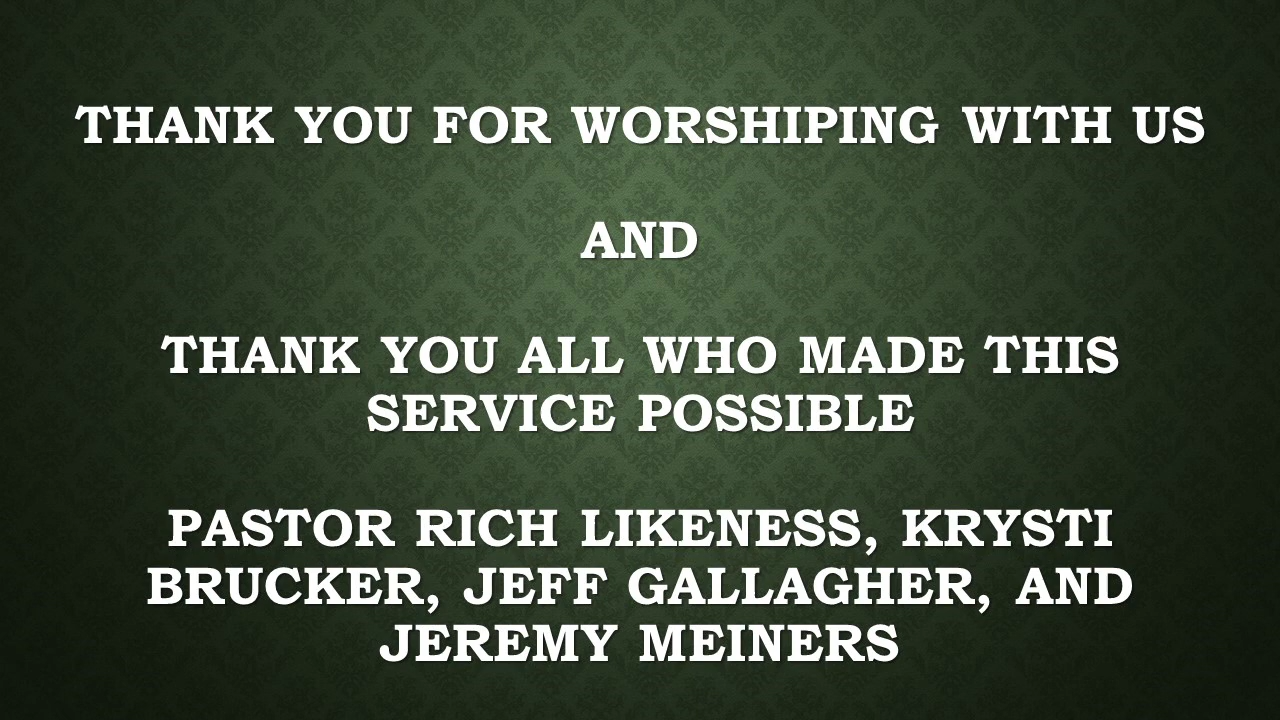 THANK YOU FOR WORSHIPING WITH US
AND
THANK YOU ALL WHO MADE THIS
SERVICE POSSIBLE
PASTOR RICH LIKENESS, KRYSTI
BRUCKER, JEFF GALLAGHER, AND
JEREMY MEINERS